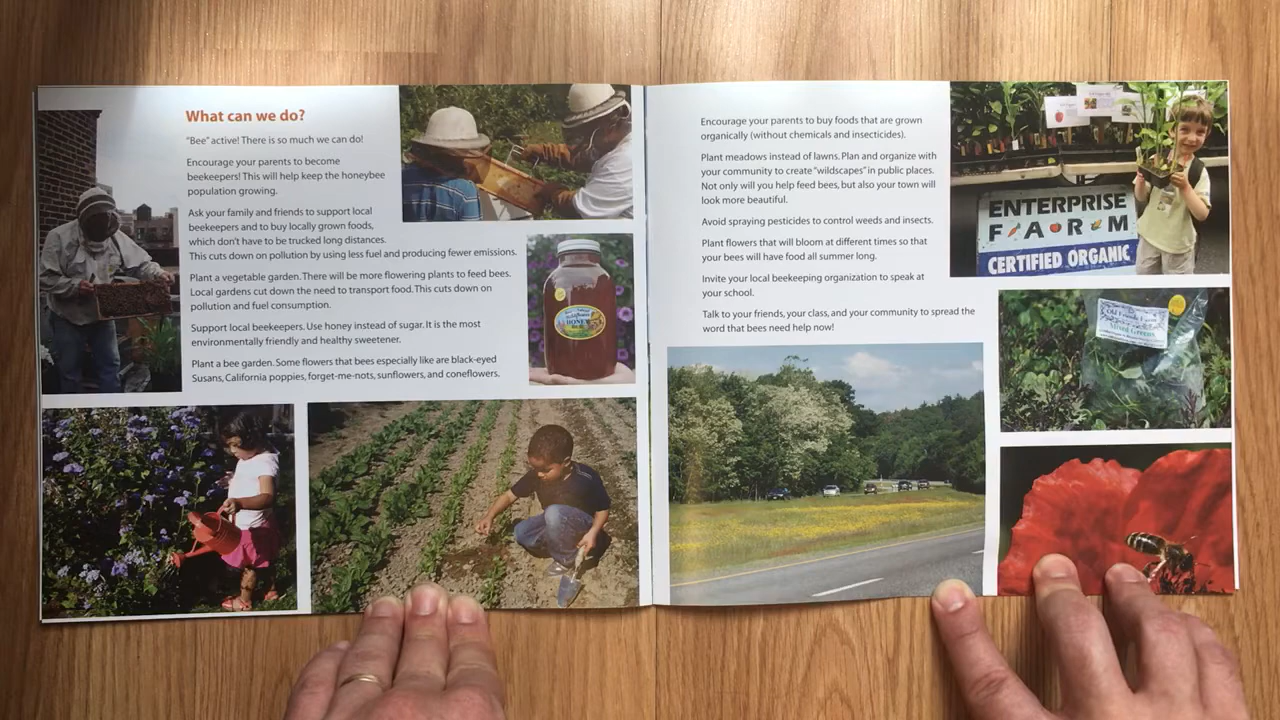 What can we do?
"Bee" active! There is so much we can do!
Encourage your parents to become
beekeepers! This will help keep the honeybee
population growing.
Ask your family and friends to support local
beekeepers and to buy locally grown foods,
which don't have to be trucked long distances.
This cuts down on pollution by using less fuel and producing fewer emissions.
Plant a vegetable garden. There will be more flowering plants to feed bees.
Local gardens cut down the need to transport food. This cuts down on
pollution and fuel consumption.
Support local beekeepers. Use honey instead of sugar. It is the most
environmentally friendly and healthy sweetener.
Plant a bee garden. Some flowers that bees especially like are black-eyed
Susans, California poppies, forget-me-nots, sunflowers, and coneflowers.
HONEY
Encourage your parents to buy foods that are grown
organically (without chemicals and insecticides).
Plant meadows instead of lawns. Plan and organize with
your community to create "wildscapes" in public places.
Not only will you help feed bees, but also your town will
look more beautiful.
Avoid spraying pesticides to control weeds and insects.
Plant flowers that will bloom at different times so that
your bees will have food all summer long.
Invite your local beekeeping organization to speak at
your school.
Talk to your friends, your class, and your community to spread the
word that bees need help now!
ENTERPRISE
FARM
CERTIFIED ORGANIC
Old Friends Farm
Mixed Greens